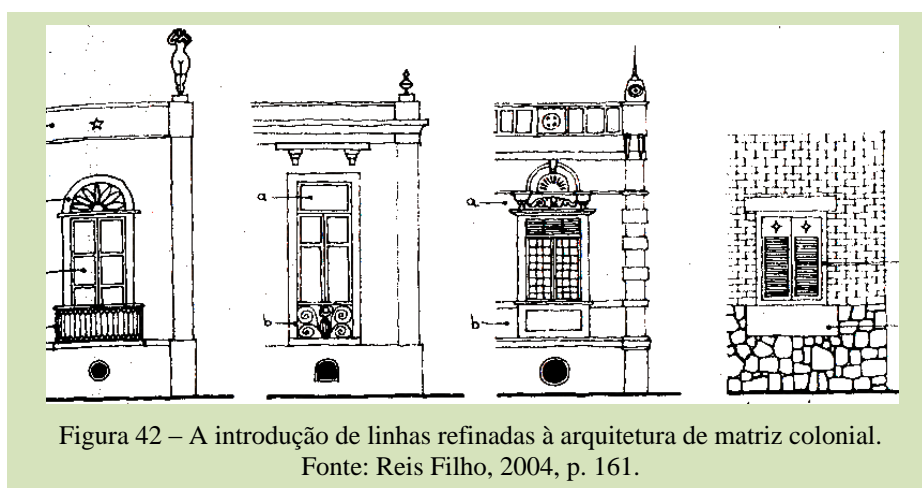 a
b
a
b
Figura 42 – A introdução de linhas refinadas à arquitetura de matriz colonial.
Fonte: Reis Filho, 2004, p. 161.